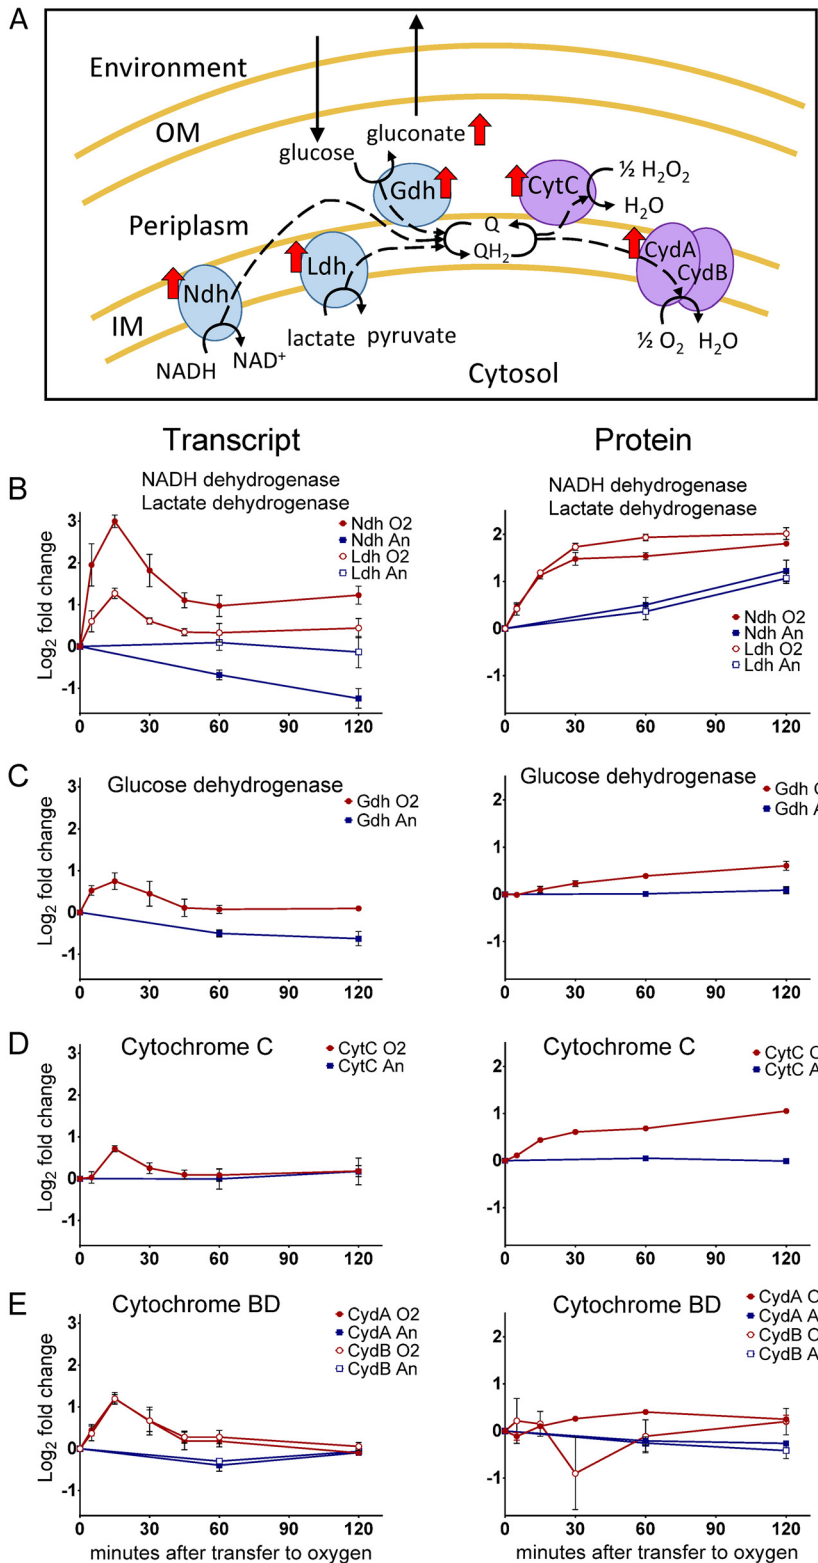 A
Environment
OM
glucose
gluconate
Gdh
CytC
½ H2O2
H2O
Periplasm
Q
QH2
CydA
CydB
Ldh
Ndh
IM
lactate
pyruvate
½ O2
H2O
NADH
NAD+
Cytosol
Transcript
Protein
B
NADH dehydrogenase
Lactate dehydrogenase
Ndh O2
Ndh An
Ldh O2
Ldh An
Log2 fold change
3
2
1
0
-1
0 30 60 90 120
NADH dehydrogenase
Lactate dehydrogenase
Ndh O2
Ndh An
Ldh O2
Ldh An
2
1
0
-1
0 30 60 90 120
C
Glucose dehydrogenase
Gdh O2
Gdh An
Log2 fold change
3
2
1
0
-1
0 30 60 90 120
Glucose dehydrogenase
Gdh O
Gdh A
2
1
0
-1
0 30 60 90 120
D
Cytochrome C
CytC O2
CytC An
Log2 fold change
3
2
1
0
-1
0 30 60 90 120
Cytochrome C
CytC O
CytC A
2
1
0
-1
0 30 60 90 120
E
Cytochrome BD
CydA O2
CydA An
CydB O2
CydB An
Log2 fold change
3
2
1
0
-1
0 30 60 90 120
minutes after transfer to oxygen
Cytochrome BD
CydA O
CydA A
CydB O
CydB A
2
1
0
-1
0 30 60 90 120
minutes after transfer to oxygen